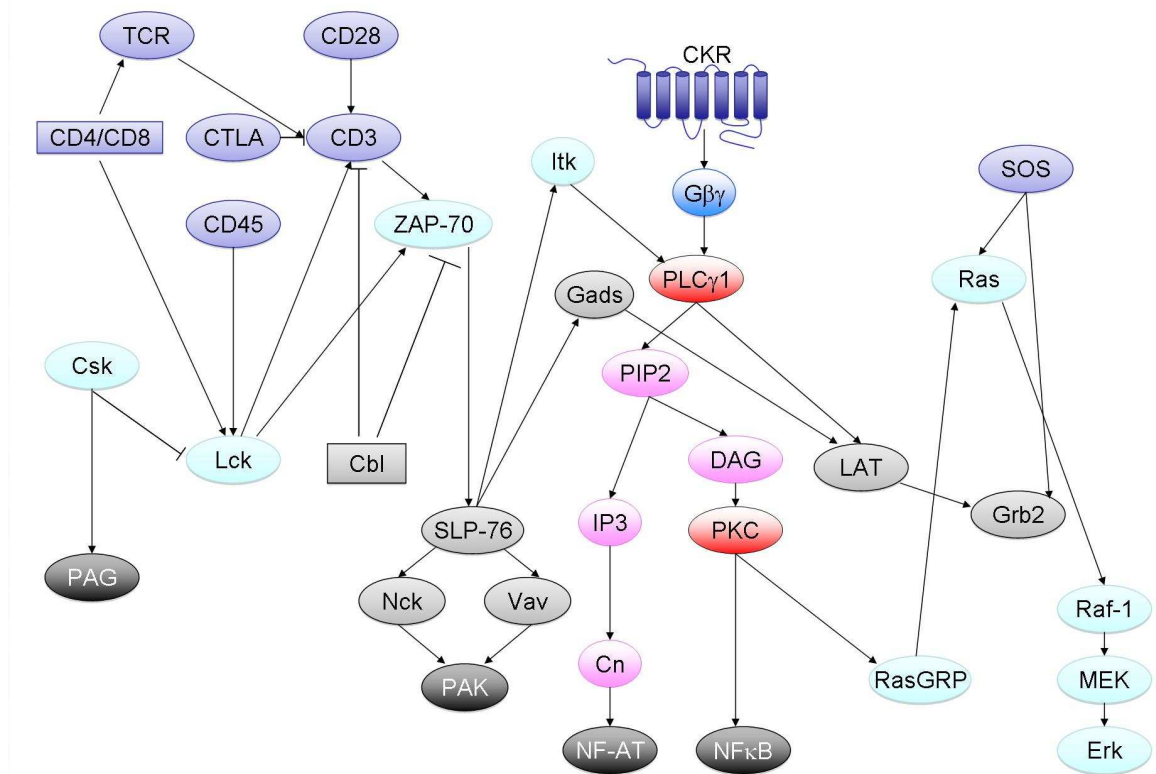 TCR
CD28
CKR
CD4/CD8
CTLA
CD3
Itk
SOS
Gβγ
CD45
ZAP-70
PLCγ1
Ras
Gads
Csk
PIP2
Lck
Cbl
DAG
LAT
Grb2
SLP-76
IP3
PKC
PAG
Nck
Vav
Raf-1
Cn
RasGRP
MEK
PAK
NF-AT
NFκB
Erk